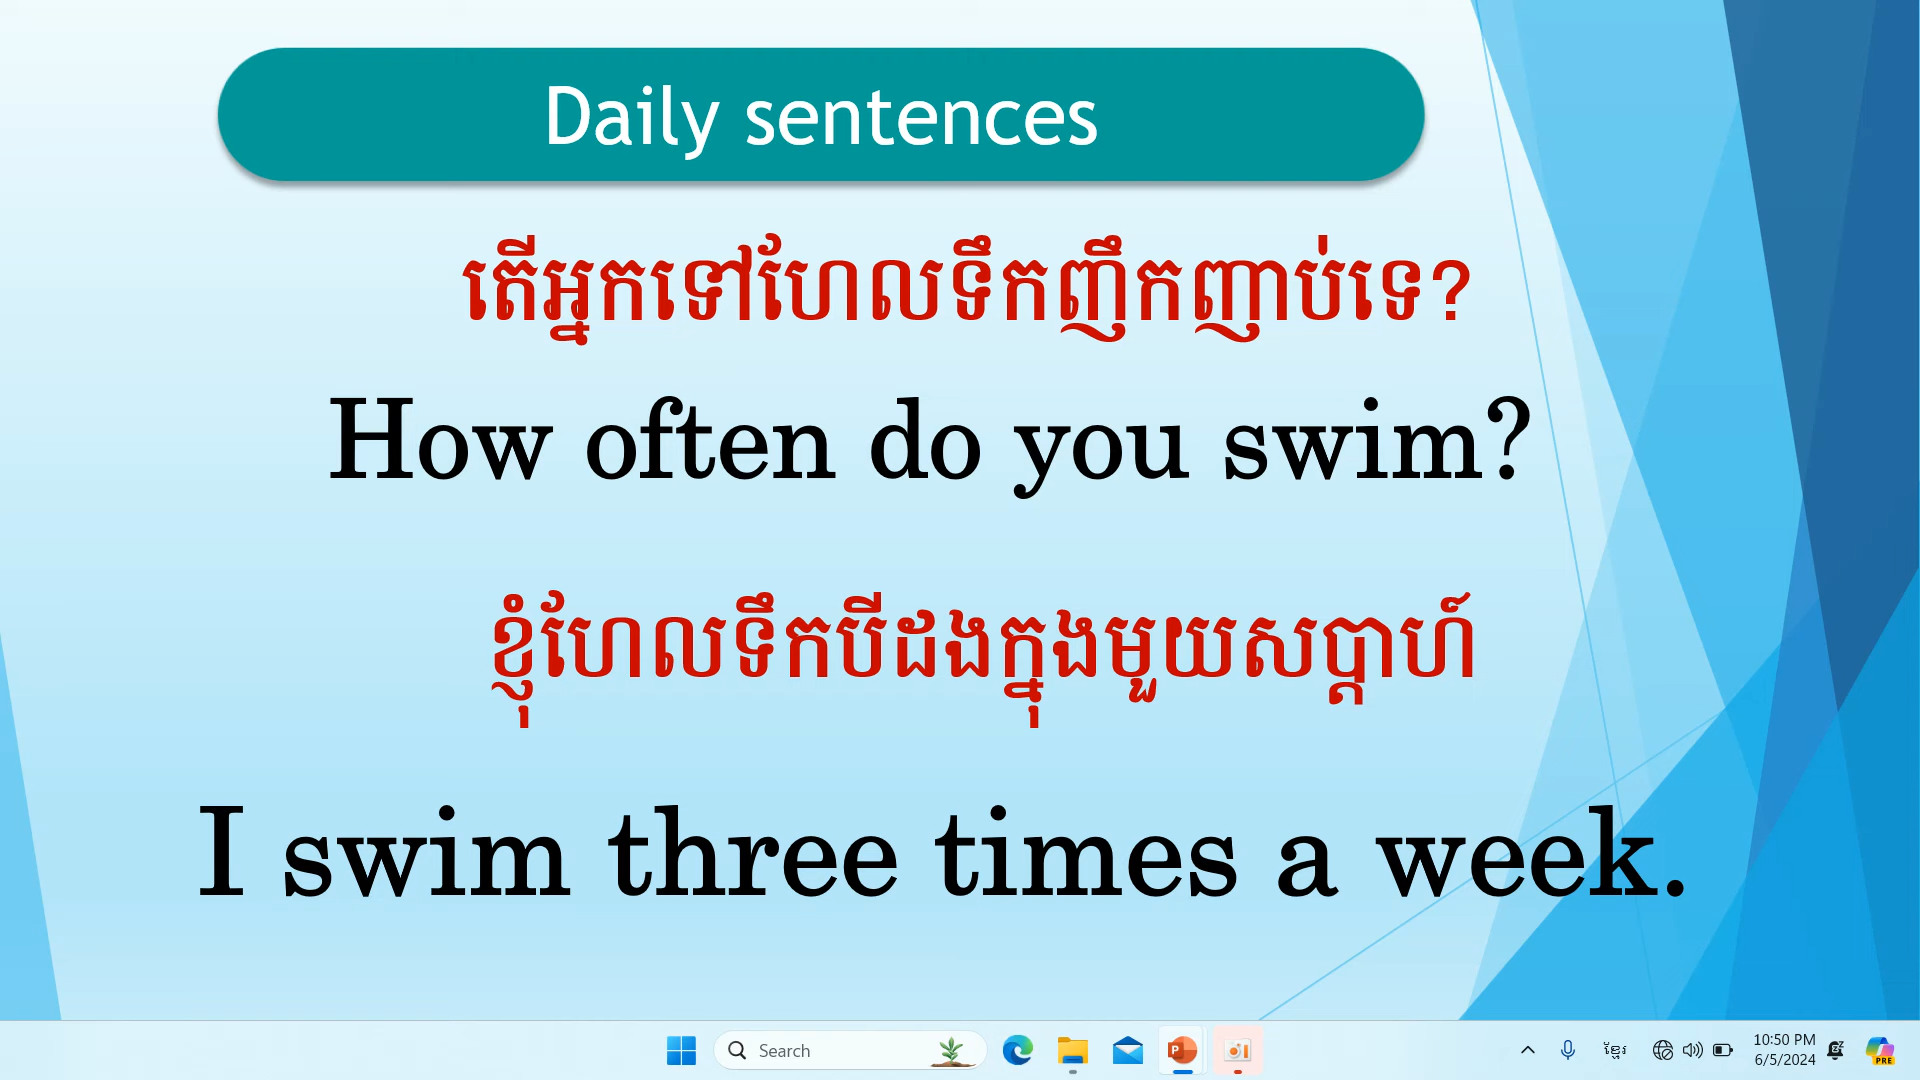 Daily sentences
តើអ្នកទៅហែលទឹកញឹកញាប់ទេ?
How often do you swim?
ខ្ញុំហែលទឹកបីដងក្នុងមួយសប្តាហ៍
I swim three times a week.
Search
ខ្មែរ
10:50 PM
6/5/2024
PRE